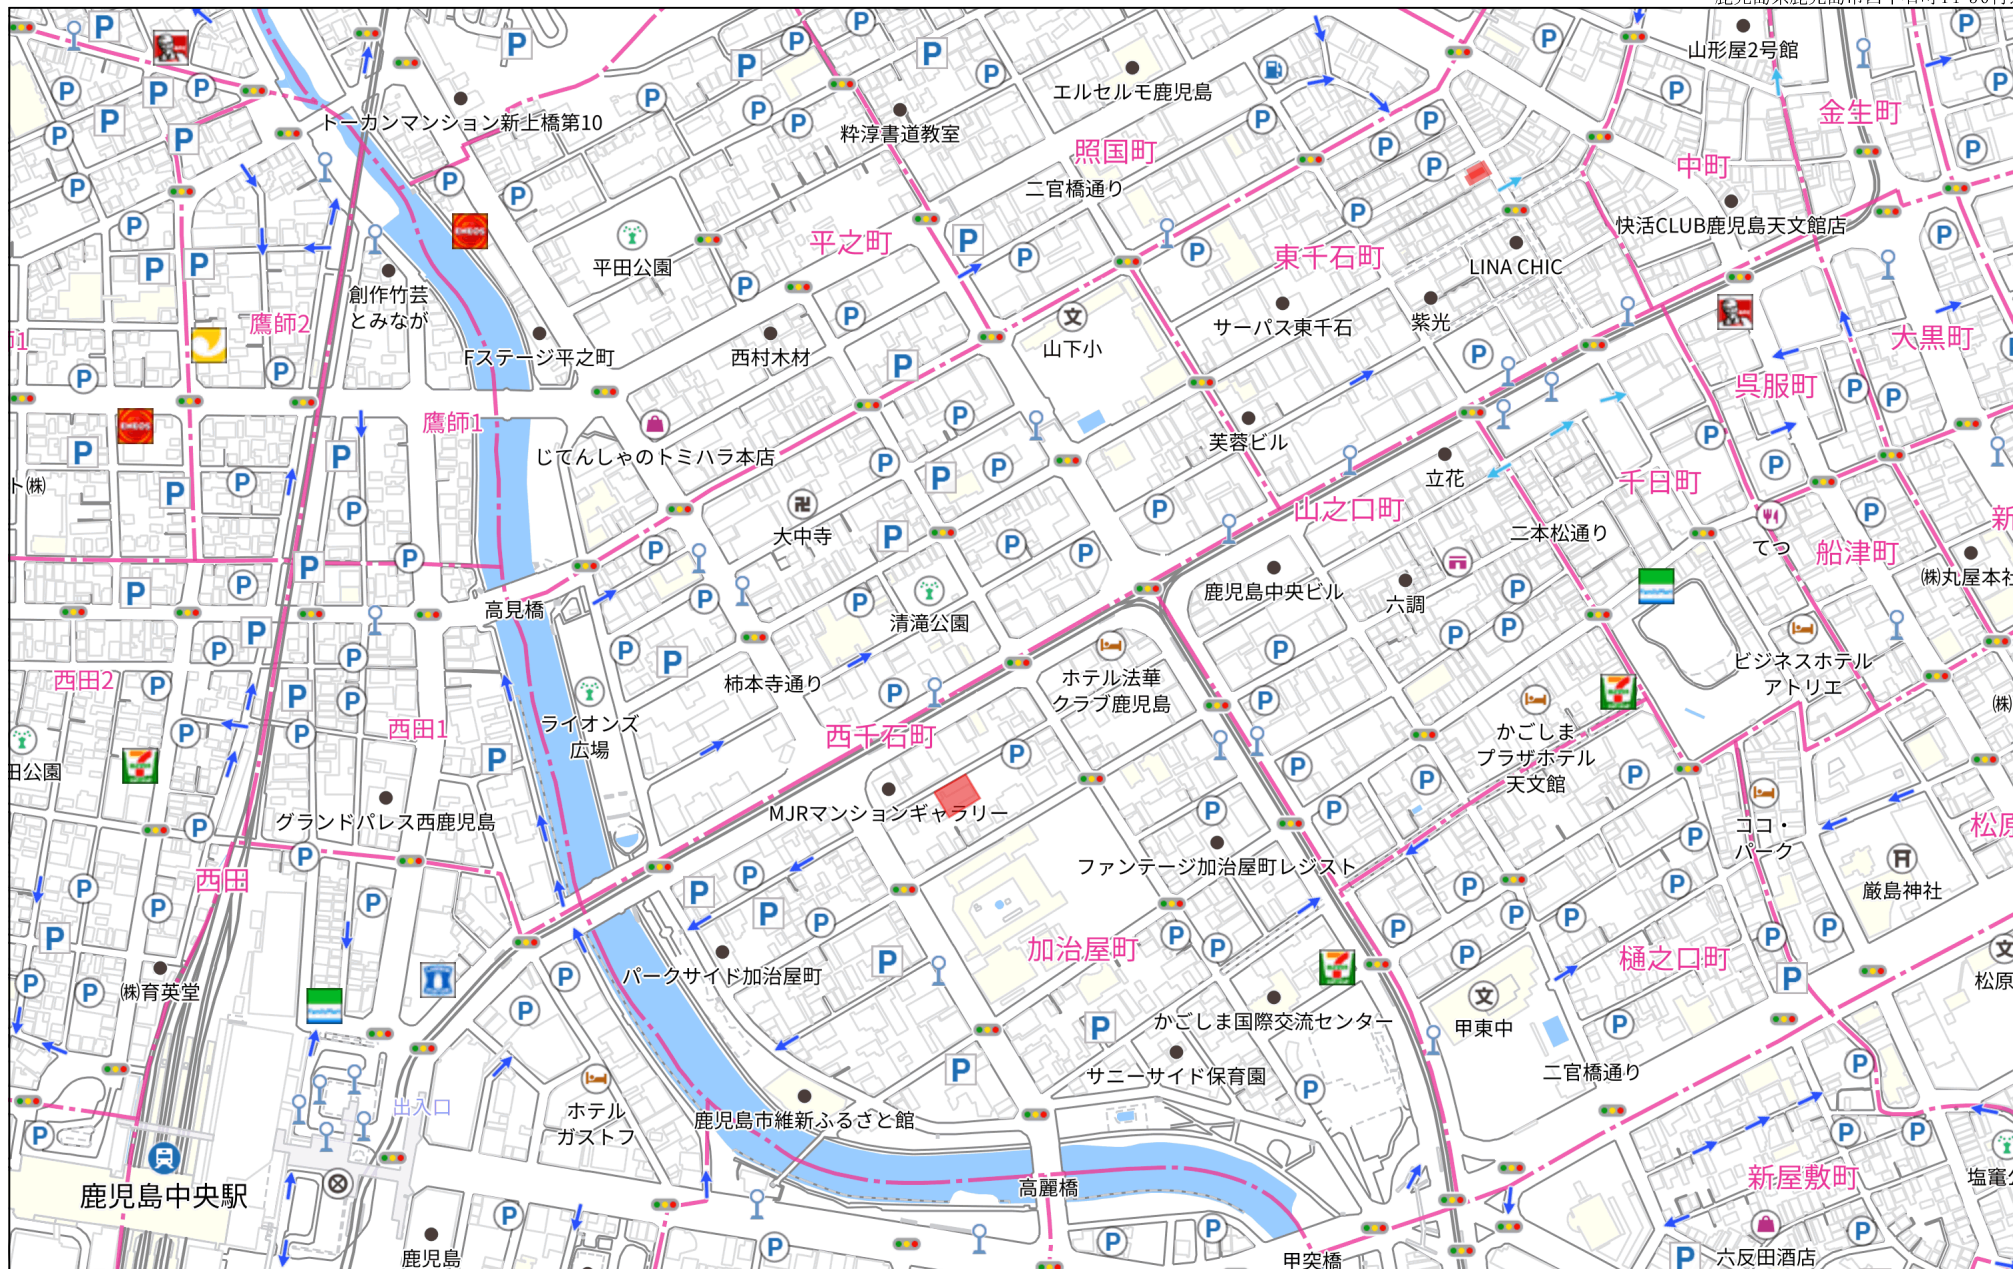 山形屋2号館
エルセルモ鹿児島
金生町
トーカンマンション新上橋第10
粋淳書道教室
照国町
中町
二官橋通り
快活CLUB鹿児島天文館店
平之町
東千石町
平田公園
LINA CHIC
創作竹芸
とみなが
鷹師2
サーパス東千石
紫光
大黒町
山下小
Fステージ平之町
西村木材
呉服町
鷹師1
じてんしゃのトミハラ本店
芙蓉ビル
立花
千日町
ト㈱
山之口町
大中寺
二本松通り
てつ
船津町
㈱丸屋本社
鹿児島中央ビル
六調
高見橋
清滝公園
西田2
柿本寺通り
ホテル法華
クラブ鹿児島
ビジネスホテル
アトリエ
西田1
ライオンズ
広場
西千石町
かごしま
プラザホテル
天文館
田公園
MJRマンションギャラリー
グランドパレス西鹿児島
ココ・
パーク
松原
ファンテージ加治屋町レジスト
西田
厳島神社
加治屋町
樋之口町
パークサイド加治屋町
松原
㈱育英堂
かごしま国際交流センター
甲東中
サニーサイド保育園
二官橋通り
出入口
ホテル
ガストフ
鹿児島市維新ふるさと館
鹿児島中央駅
高麗橋
新屋敷町
塩竈公
鹿児島
甲突橋
六反田酒店